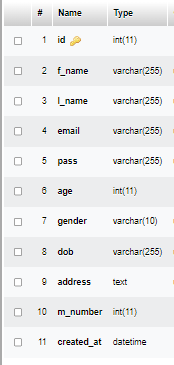 # Name Type
1 id int(11)
2 f_name varchar(255)
3 l_name varchar(255)
4 email varchar(255)
5 pass varchar(255)
6 age int(11)
7 gender varchar(10)
8 dob varchar(255)
9 address text
10 m_number int(11)
11 created_at datetime